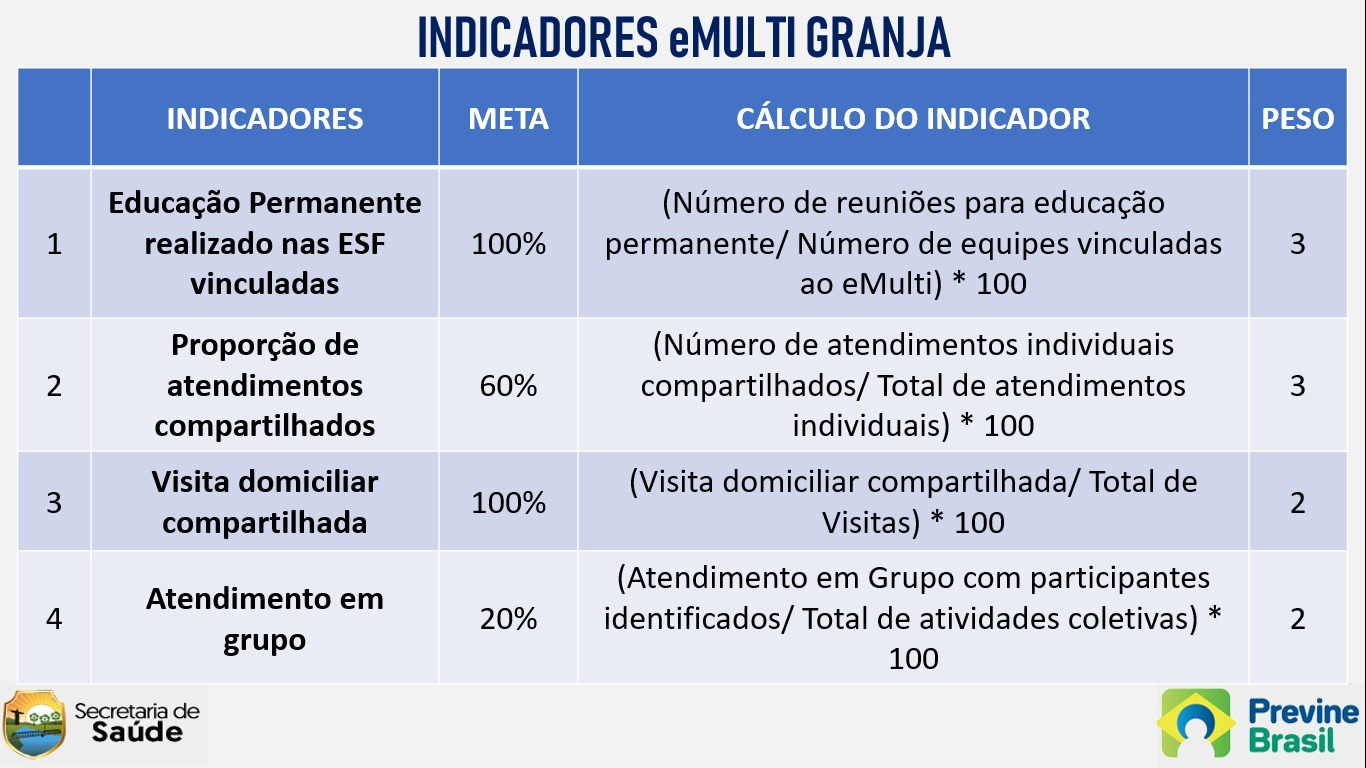 INDICADORES eMULTI GRANJA
INDICADORES
META
CÁLCULO DO INDICADOR
PESO
1
Educação Permanente
realizado nas ESF
vinculadas
100%
(Número de reuniões para educação
permanente/ Número de equipes vinculadas
ao eMulti) * 100
3
2
Proporção de
atendimentos
compartilhados
60%
(Número de atendimentos individuais
compartilhados/ Total de atendimentos
individuais) * 100
3
3
Visita domiciliar
compartilhada
100%
(Visita domiciliar compartilhada/ Total de
Visitas) * 100
2
4
Atendimento em
grupo
20%
(Atendimento em Grupo com participantes
identificados/ Total de atividades coletivas) *
100
2
Secretaria de
Saúde
Previne
Brasil